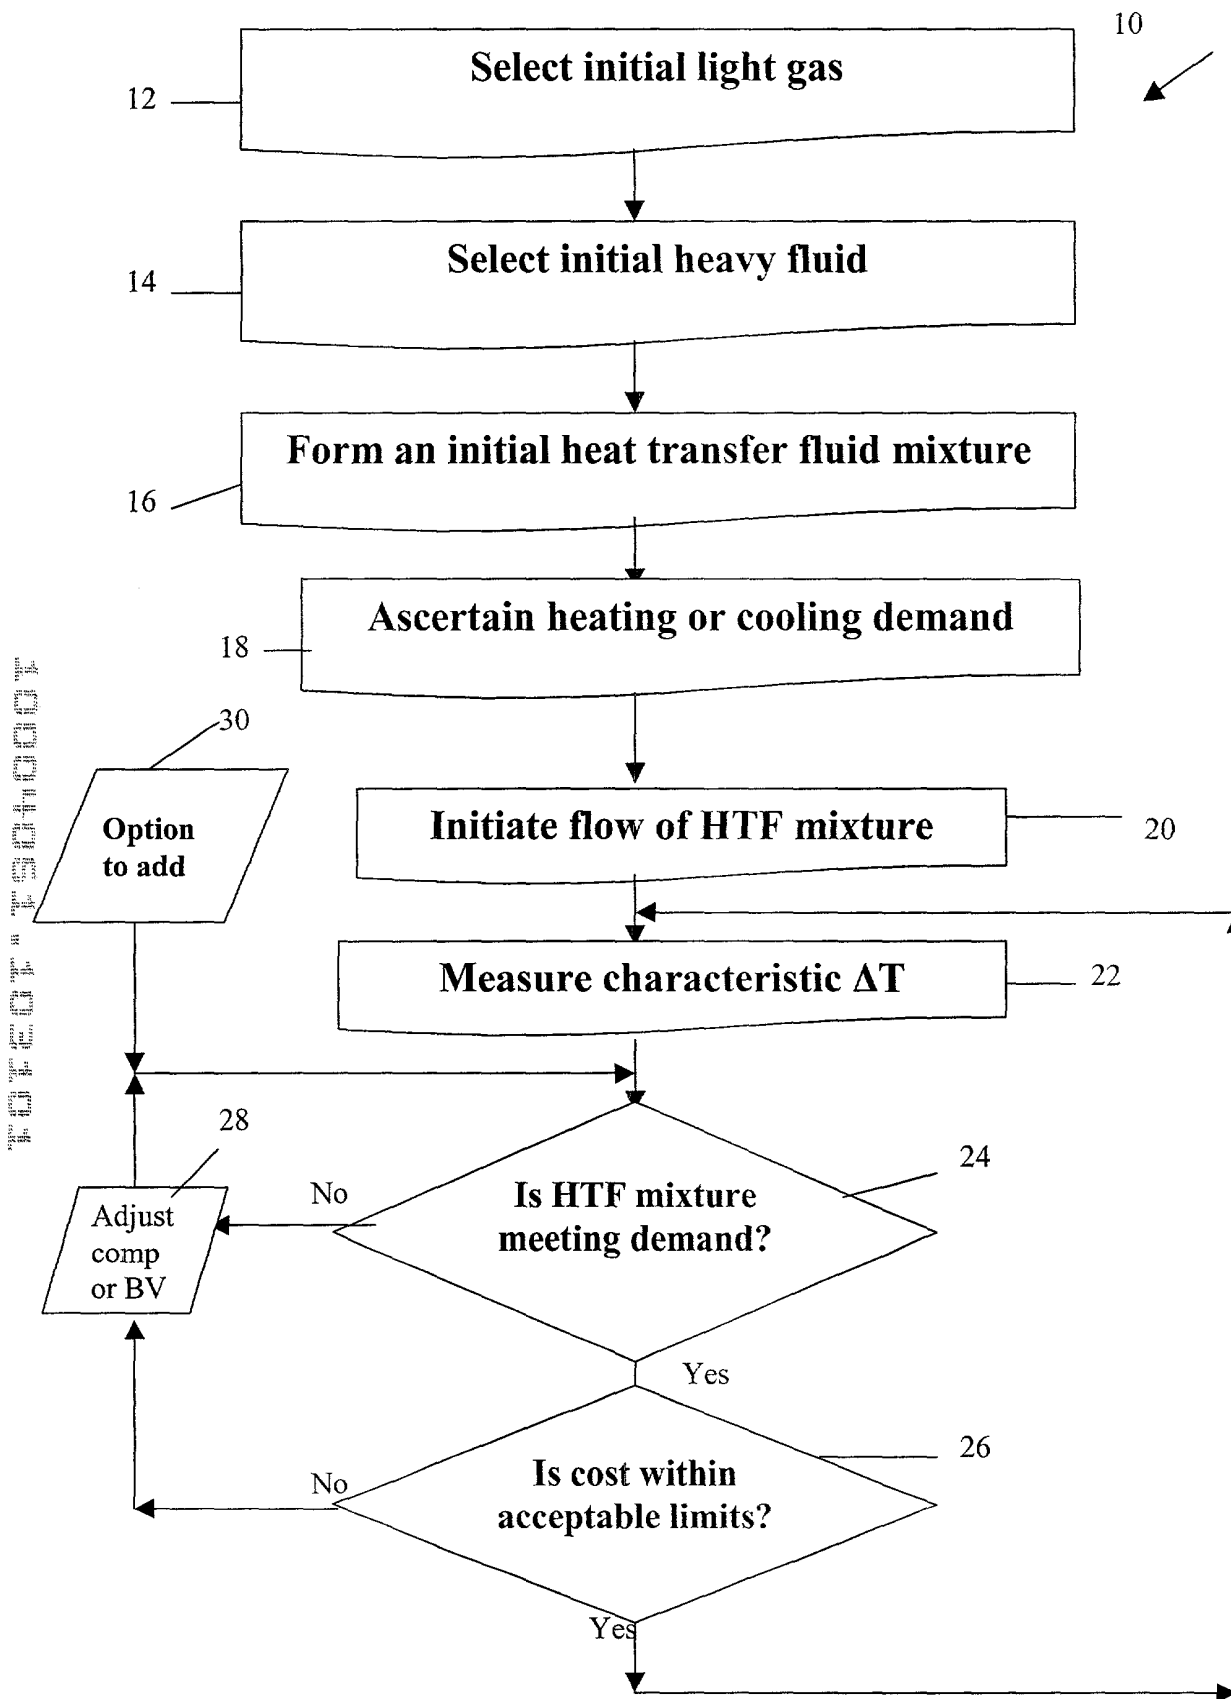 10
Select initial light gas
12
Select initial heavy fluid
14
Form an initial heat transfer fluid mixture
16
Ascertain heating or cooling demand
18
30
Option
to add
Initiate flow of HTF mixture
20
Measure characteristic ΔT
22
28
24
No
Is HTF mixture
meeting demand?
Adjust
comp
or BV
Yes
26
No
Is cost within
acceptable limits?
Yes